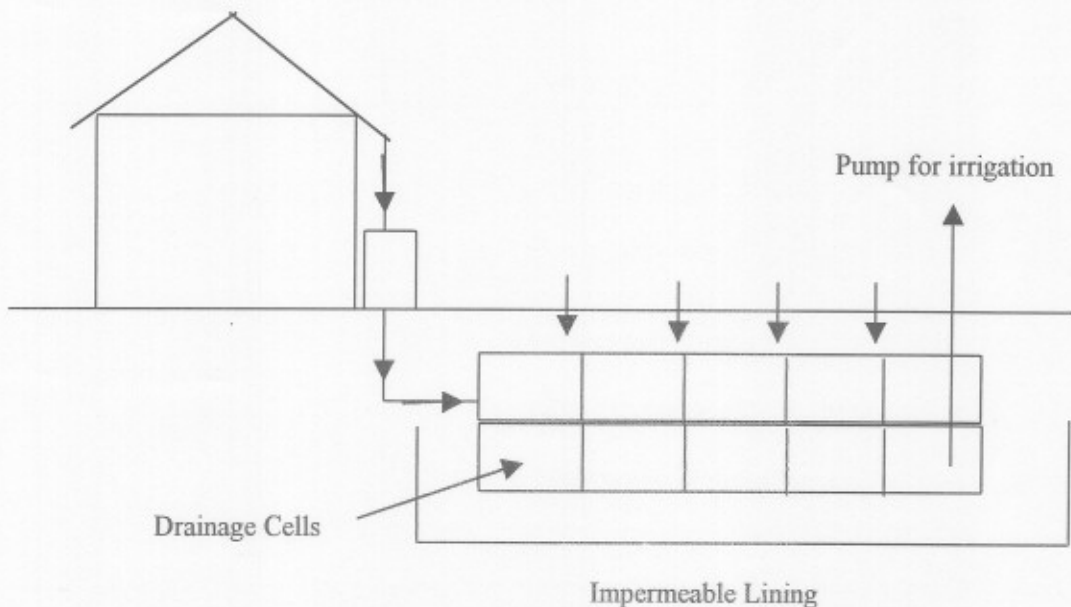 Pump for irrigation
Drainage Cells
Impermeable Lining